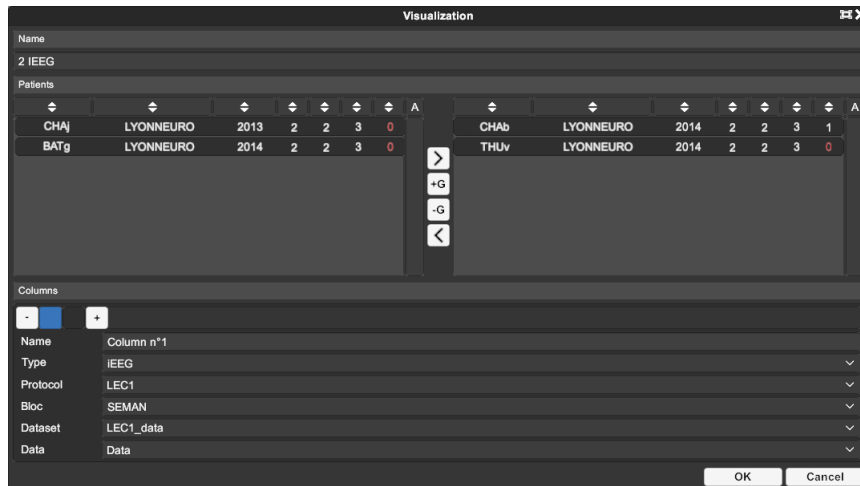 Visualization
Name
2 IEEG
Patients
A A
CHAj LYONNEURO 2013 2 2 3 0 CHAb LYONNEURO 2014 2 2 3 1
BATg LYONNEURO 2014 2 2 3 0 THUv LYONNEURO 2014 2 2 3 0
>
+G
-G
<
Columns
- +
Name Column n°1
Type iEEG
Protocol LEC1
Bloc SEMAN
Dataset LEC1_data
Data Data
OK Cancel